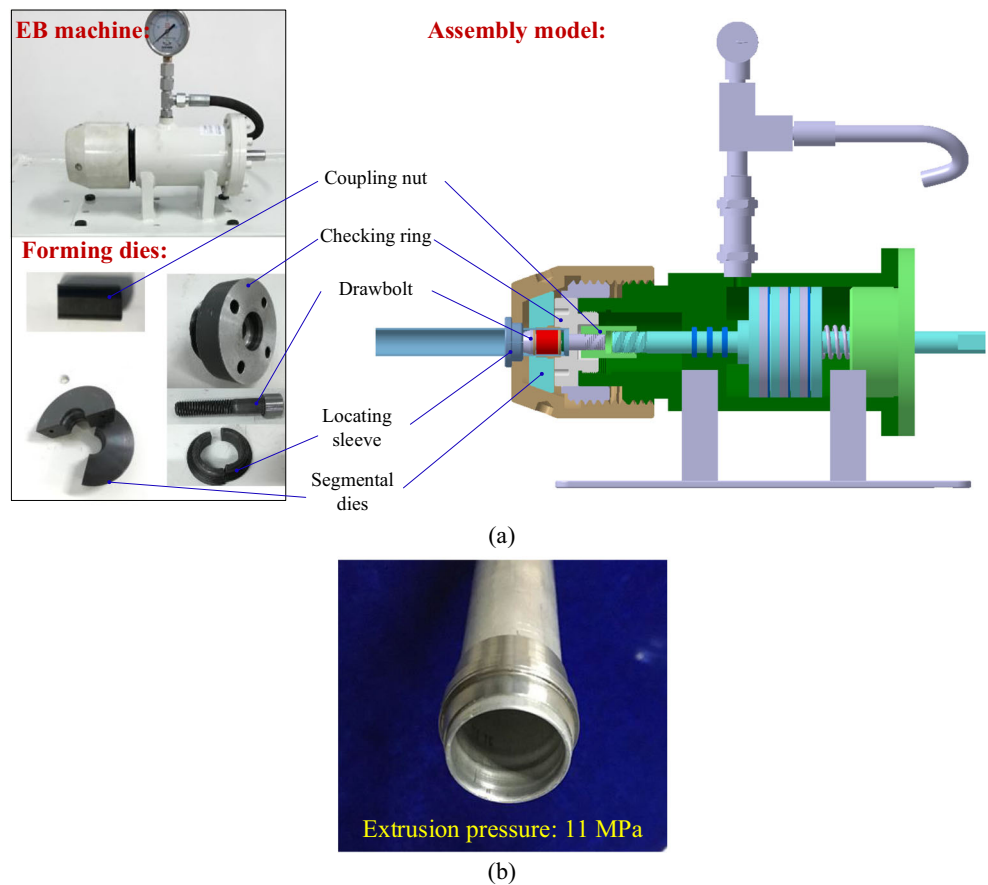 EB machine:
Assembly model:
Coupling nut
Forming dies:
Checking ring
Drawbolt
Locating
sleeve
Segmental
dies
(a)
Extrusion pressure: 11 MPa
(b)